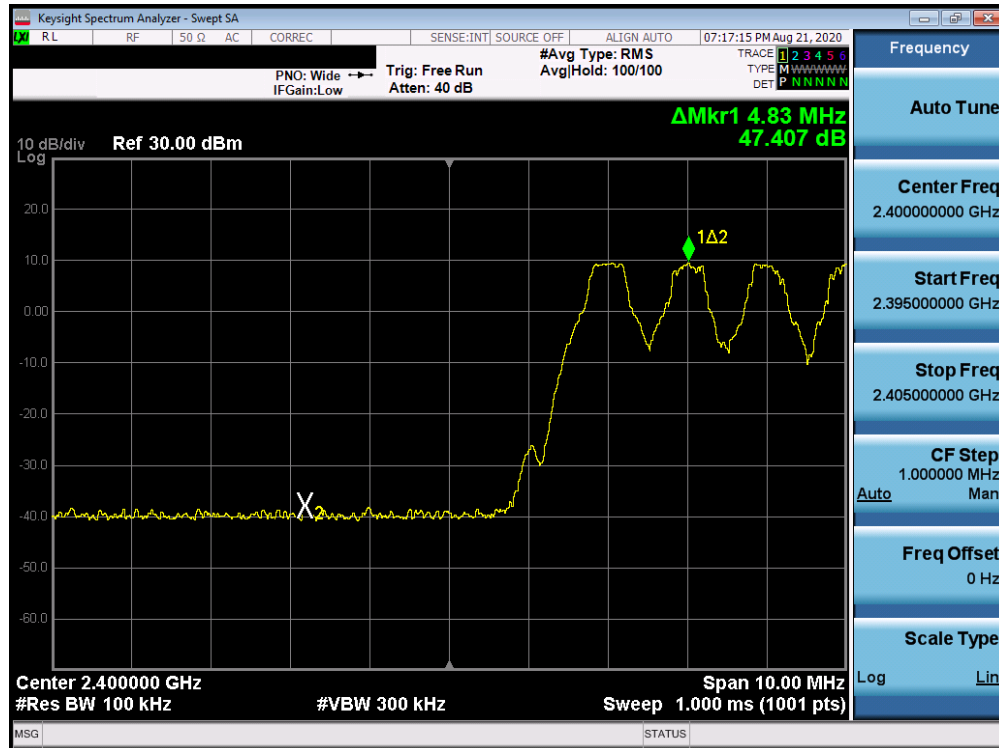 Keysight Spectrum Analyzer - Swept SA
LXI RL RF 50 Ω AC CORREC SENSE:INT SOURCE OFF ALIGN AUTO 07:17:15 PM Aug 21, 2020
PNO: Wide
IFGain:Low
Trig: Free Run
Atten: 40 dB
#Avg Type: RMS
Avg|Hold: 100/100
TRACE 1 2 3 4 5 6
TYPE M WWWWW
DET P N N N N N
ΔMkr1 4.83 MHz
47.407 dB
10 dB/div Ref 30.00 dBm
Log
20.0
10.0
0.00
-10.0
-20.0
-30.0
-40.0
-50.0
-60.0
1Δ2
X2
Center 2.400000 GHz Span 10.00 MHz
#Res BW 100 kHz #VBW 300 kHz Sweep 1.000 ms (1001 pts)
MSG STATUS
Frequency
Auto Tune
Center Freq
2.400000000 GHz
Start Freq
2.395000000 GHz
Stop Freq
2.405000000 GHz
CF Step
1.000000 MHz
Auto Man
Freq Offset
0 Hz
Scale Type
Log Lin